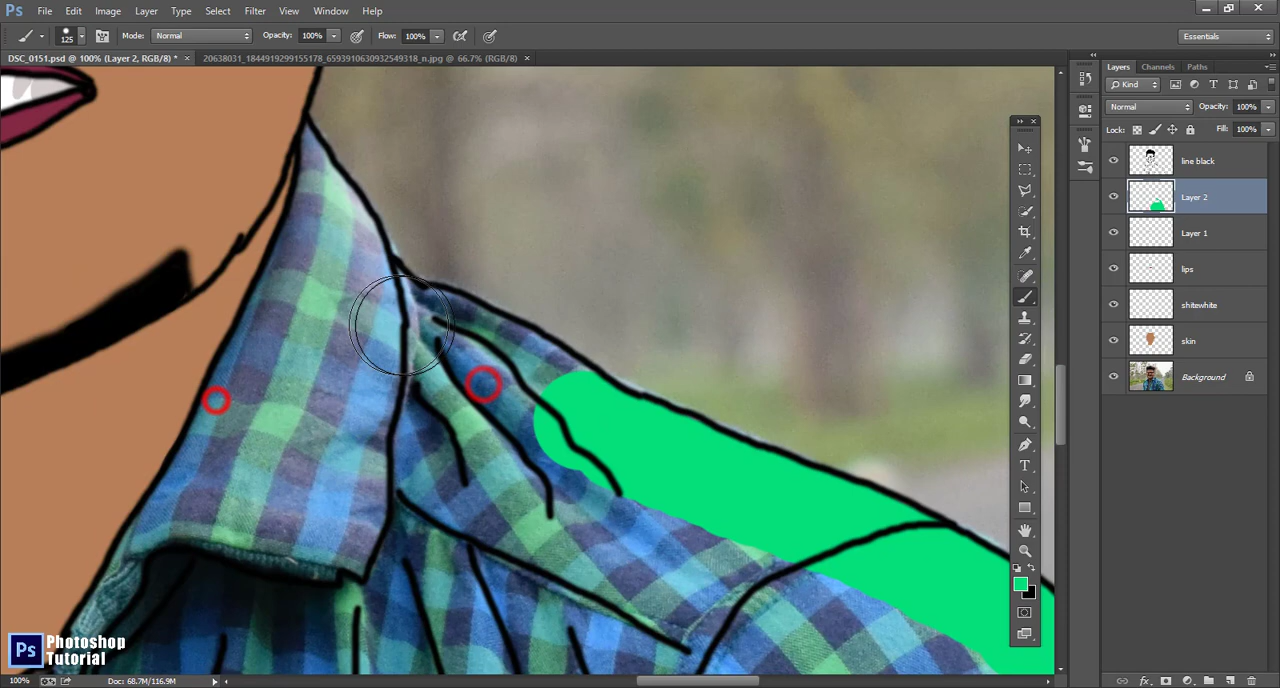 Ps File Edit Image Layer Type Select Filter View Window Help
125 Mode: Normal Opacity: 100% Flow: 100% Essentials
DSC_0151.psd @ 100% (Layer 2, RGB/8) * × 20638031_1844919299155178_6593910630932549318_n.jpg @ 66.7% (RGB/8) ×
Layers Channels Paths
Kind
Normal Opacity: 100%
Lock: Fill: 100%
line black
Layer 2
Layer 1
lips
shitewhite
skin
Background
Ps Photoshop
Tutorial
100% Doc: 68.7M/116.9M